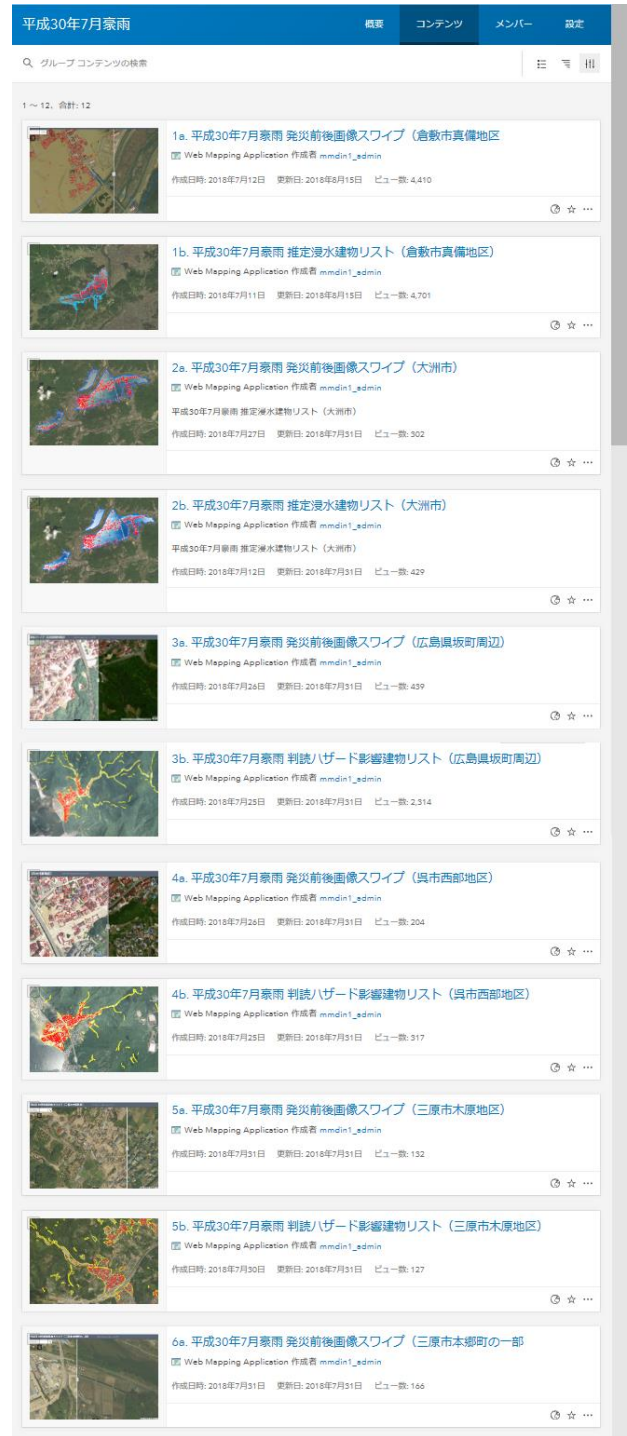 平成30年7月豪雨
概要 コンテンツ メンバー 設定
グループ コンテンツの検索
1 ～ 12, 合計: 12
1a. 平成30年7月豪雨 発災前後画像スワイプ（倉敷市真備地区
Web Mapping Application 作成者 mmdin1_admin
作成日時: 2018年7月12日 更新日: 2018年8月15日 ビュー数: 4,410
1b. 平成30年7月豪雨 推定浸水建物リスト（倉敷市真備地区）
Web Mapping Application 作成者 mmdin1_admin
作成日時: 2018年7月11日 更新日: 2018年8月15日 ビュー数: 4,701
2a. 平成30年7月豪雨 発災前後画像スワイプ（大洲市）
Web Mapping Application 作成者 mmdin1_admin
平成30年7月豪雨 推定浸水建物リスト（大洲市）
作成日時: 2018年7月27日 更新日: 2018年7月31日 ビュー数: 302
2b. 平成30年7月豪雨 推定浸水建物リスト（大洲市）
Web Mapping Application 作成者 mmdin1_admin
平成30年7月豪雨 推定浸水建物リスト（大洲市）
作成日時: 2018年7月12日 更新日: 2018年7月31日 ビュー数: 429
3a. 平成30年7月豪雨 発災前後画像スワイプ（広島県坂町周辺）
Web Mapping Application 作成者 mmdin1_admin
作成日時: 2018年7月26日 更新日: 2018年7月31日 ビュー数: 439
3b. 平成30年7月豪雨 判読ハザード影響建物リスト（広島県坂町周辺）
Web Mapping Application 作成者 mmdin1_admin
作成日時: 2018年7月25日 更新日: 2018年7月31日 ビュー数: 2,314
4a. 平成30年7月豪雨 発災前後画像スワイプ（呉市西部地区）
Web Mapping Application 作成者 mmdin1_admin
作成日時: 2018年7月26日 更新日: 2018年7月31日 ビュー数: 204
4b. 平成30年7月豪雨 判読ハザード影響建物リスト（呉市西部地区）
Web Mapping Application 作成者 mmdin1_admin
作成日時: 2018年7月25日 更新日: 2018年7月31日 ビュー数: 317
5a. 平成30年7月豪雨 発災前後画像スワイプ（三原市木原地区）
Web Mapping Application 作成者 mmdin1_admin
作成日時: 2018年7月31日 更新日: 2018年7月31日 ビュー数: 132
5b. 平成30年7月豪雨 判読ハザード影響建物リスト（三原市木原地区）
Web Mapping Application 作成者 mmdin1_admin
作成日時: 2018年7月30日 更新日: 2018年7月31日 ビュー数: 127
6a. 平成30年7月豪雨 発災前後画像スワイプ（三原市本郷町の一部
Web Mapping Application 作成者 mmdin1_admin
作成日時: 2018年7月31日 更新日: 2018年7月31日 ビュー数: 166